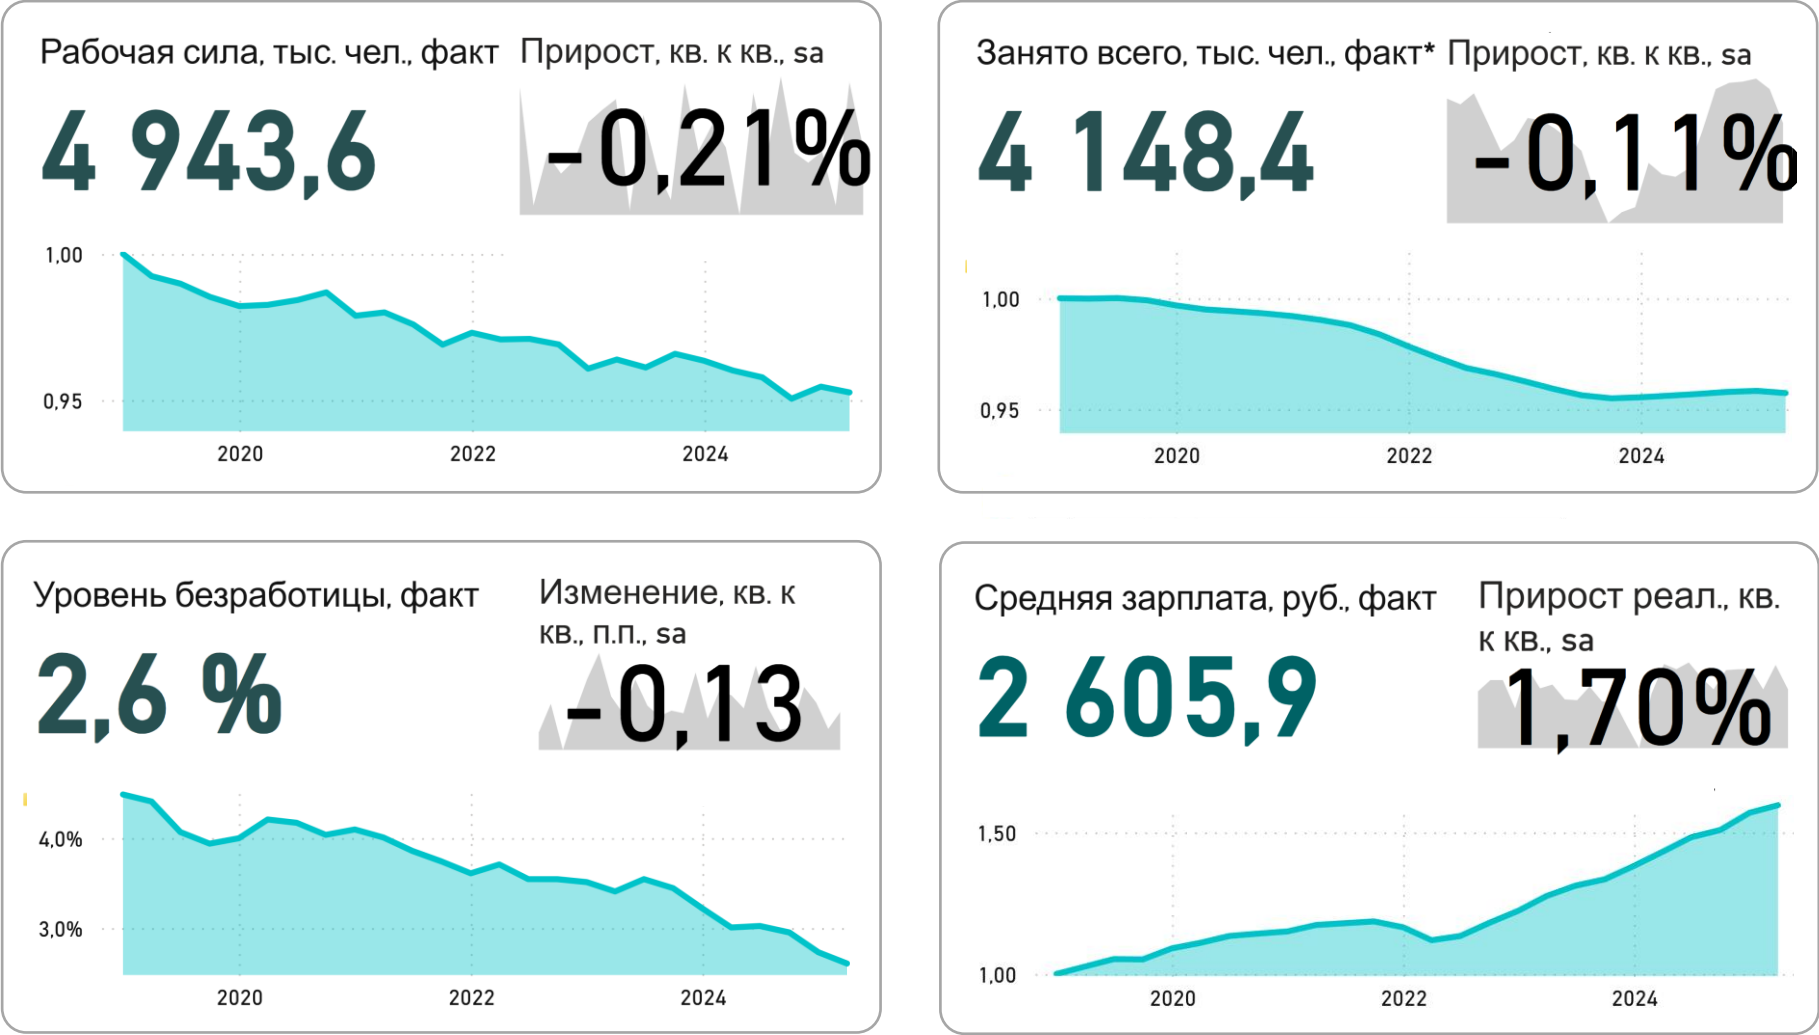 Рабочая сила, тыс. чел., факт
Прирост, кв. к кв., sa
4 943,6
-0,21%
1,00
0,95
2020
2022
2024
Занято всего, тыс. чел., факт*
Прирост, кв. к кв., sa
4 148,4
-0,11%
1,00
0,95
2020
2022
2024
Уровень безработицы, факт
Изменение, кв. к
кв., п.п., sa
2,6 %
-0,13
4,0%
3,0%
2020
2022
2024
Средняя зарплата, руб., факт
Прирост реал., кв.
к кв., sa
2 605,9
1,70%
1,50
1,00
2020
2022
2024